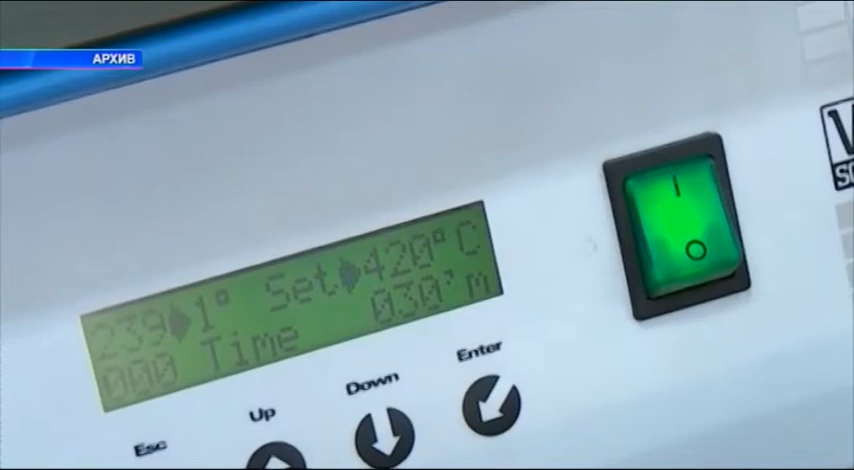 АРХИВ
239 1° Set 420°C
000 Time 030'm
Esc
Up
Down
Enter
I
O